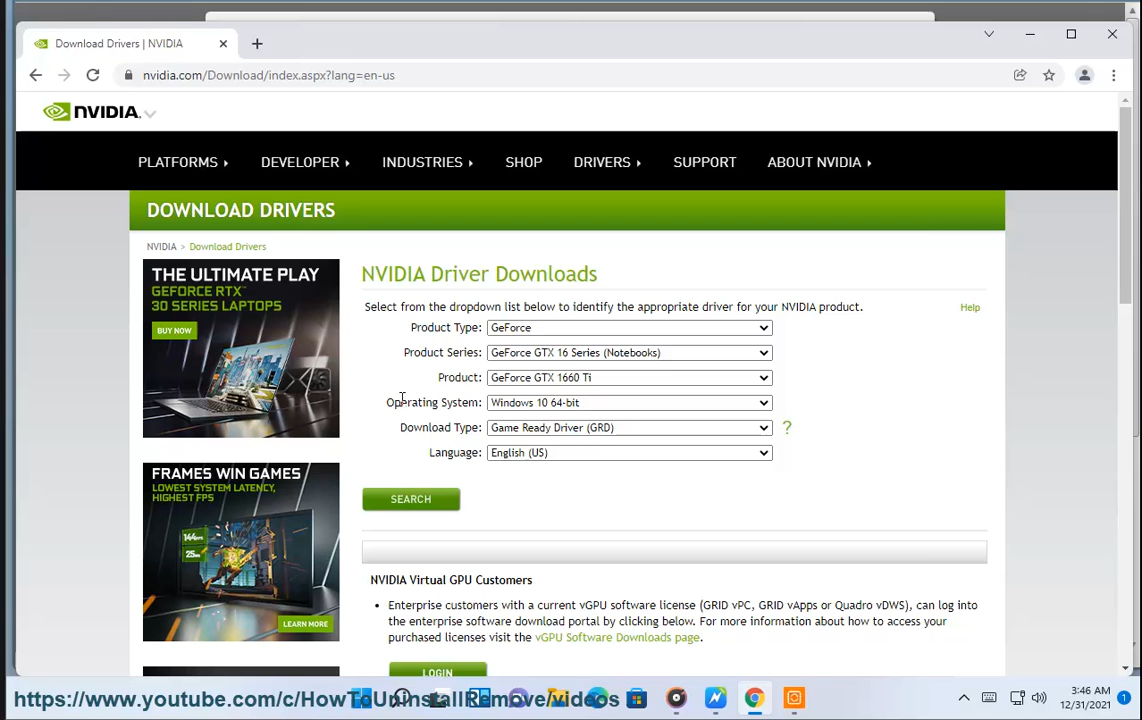 Download Drivers | NVIDIA
nvidia.com/Download/index.aspx?lang=en-us
NVIDIA.
PLATFORMS DEVELOPER INDUSTRIES SHOP DRIVERS SUPPORT ABOUT NVIDIA
DOWNLOAD DRIVERS
NVIDIA > Download Drivers
THE ULTIMATE PLAY
GEFORCE RTX™
30 SERIES LAPTOPS
BUY NOW
FRAMES WIN GAMES
LOWEST SYSTEM LATENCY,
HIGHEST FPS
144Hz
25ms
LEARN MORE
NVIDIA Driver Downloads
Select from the dropdown list below to identify the appropriate driver for your NVIDIA product.
Help
Product Type: GeForce
Product Series: GeForce GTX 16 Series (Notebooks)
Product: GeForce GTX 1660 Ti
Operating System: Windows 10 64-bit
Download Type: Game Ready Driver (GRD) ?
Language: English (US)
SEARCH
NVIDIA Virtual GPU Customers
• Enterprise customers with a current vGPU software license (GRID vPC, GRID vApps or Quadro vDWS), can log into
the enterprise software download portal by clicking below. For more information about how to access your
purchased licenses visit the vGPU Software Downloads page.
LOGIN
https://www.youtube.com/c/HowToUninstallRemove/videos
3:46 AM
12/31/2021
1